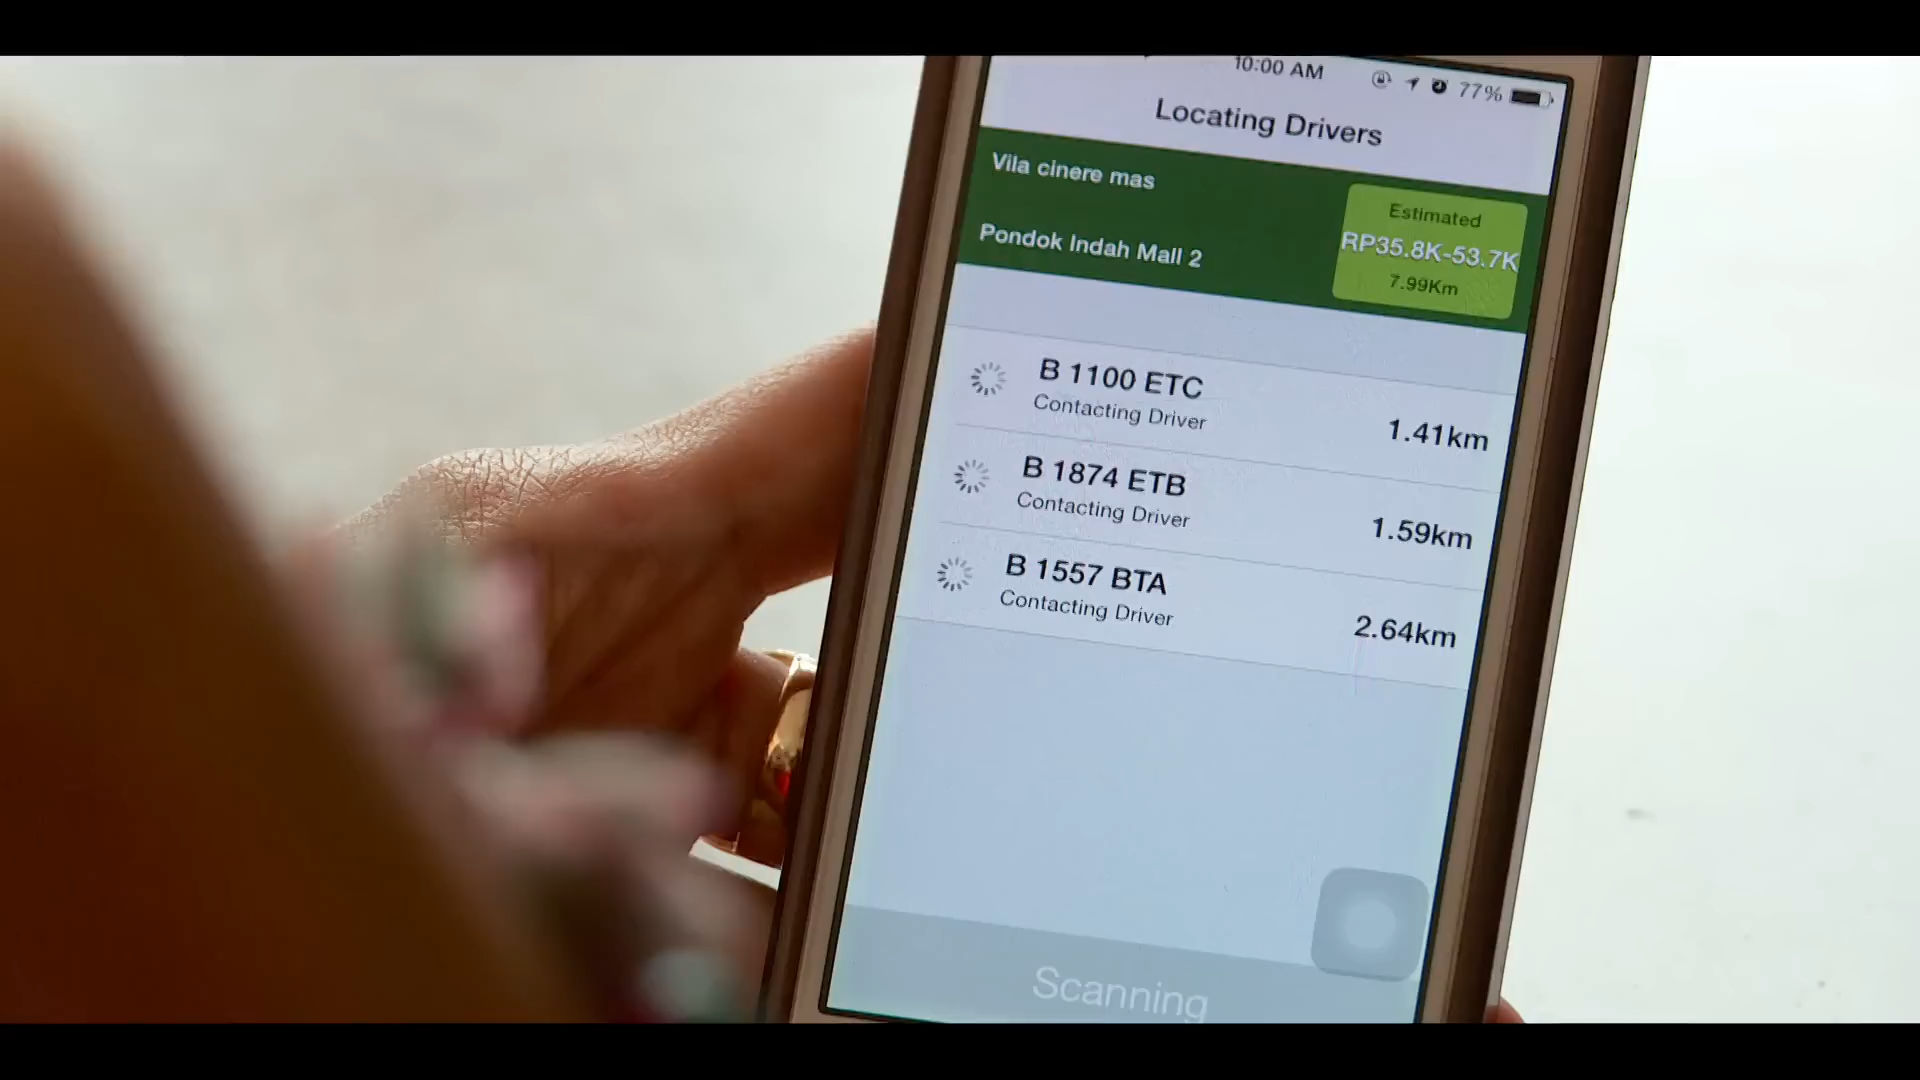 10:00 AM
77%
Locating Drivers
Vila cinere mas
Pondok Indah Mall 2
Estimated
RP35.8K-53.7K
7.99Km
B 1100 ETC
Contacting Driver
1.41km
B 1874 ETB
Contacting Driver
1.59km
B 1557 BTA
Contacting Driver
2.64km
Scanning